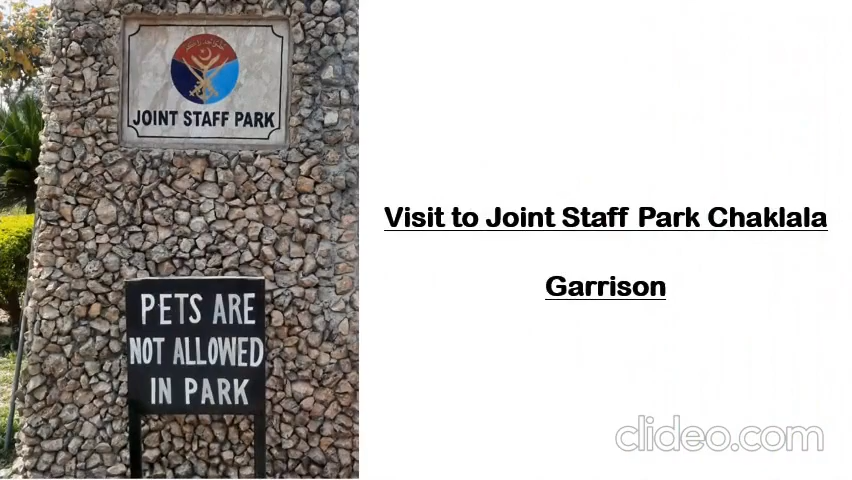 JOINT STAFF PARK
PETS ARE
NOT ALLOWED
IN PARK
Visit to Joint Staff Park Chaklala
Garrison
clideo.com